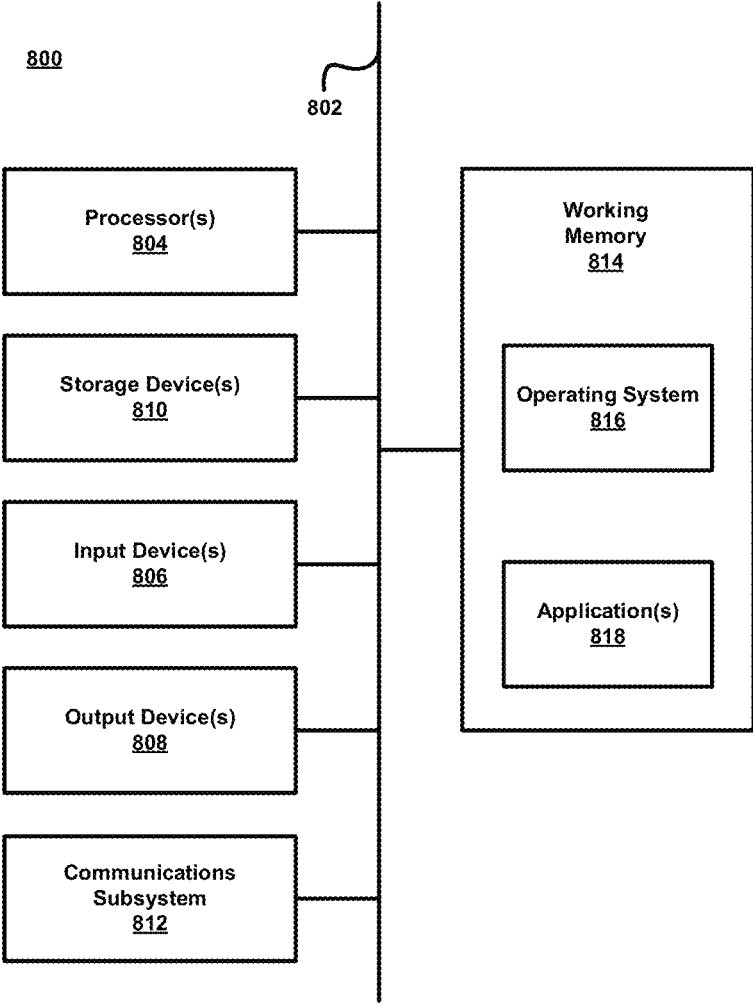 800
802
Processor(s)
804
Storage Device(s)
810
Input Device(s)
806
Output Device(s)
808
Communications
Subsystem
812
Working
Memory
814
Operating System
816
Application(s)
818